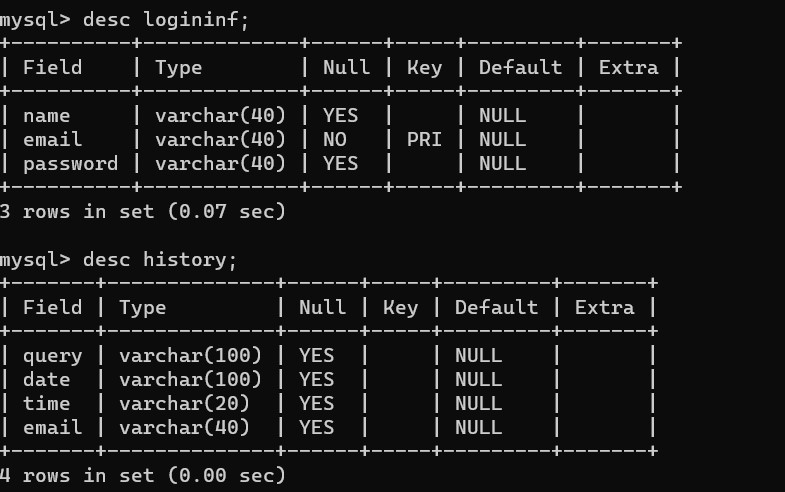 mysql> desc logininf;
+----------+-------------+------+-----+---------+-------+
| Field    | Type        | Null | Key | Default | Extra |
+----------+-------------+------+-----+---------+-------+
| name     | varchar(40) | YES  |     | NULL    |       |
| email    | varchar(40) | NO   | PRI | NULL    |       |
| password | varchar(40) | YES  |     | NULL    |       |
+----------+-------------+------+-----+---------+-------+
3 rows in set (0.07 sec)
mysql> desc history;
+-------+--------------+------+-----+---------+-------+
| Field | Type         | Null | Key | Default | Extra |
+-------+--------------+------+-----+---------+-------+
| query | varchar(100) | YES  |     | NULL    |       |
| date  | varchar(100) | YES  |     | NULL    |       |
| time  | varchar(20)  | YES  |     | NULL    |       |
| email | varchar(40)  | YES  |     | NULL    |       |
+-------+--------------+------+-----+---------+-------+
4 rows in set (0.00 sec)